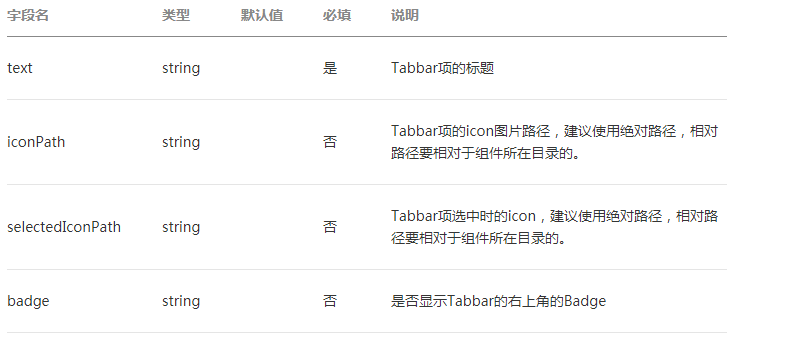 字段名 类型 默认值 必填 说明
text string 是 Tabbar项的标题
iconPath string 否 Tabbar项的icon图片路径，建议使用绝对路径，相对
路径要相对于组件所在目录的。
selectedIconPath string 否 Tabbar项选中时的icon，建议使用绝对路径，相对路
径要相对于组件所在目录的。
badge string 否 是否显示Tabbar的右上角的Badge